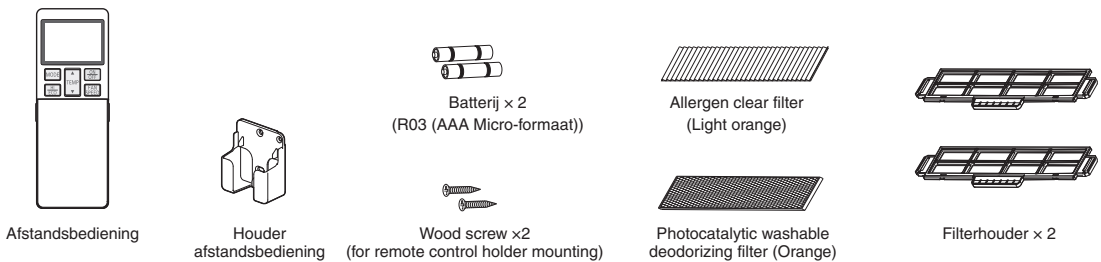 MODE
TEMP
ON
OFF
FAN
SPEED
Batterij × 2
(R03 (AAA Micro-formaat))
Allergen clear filter
(Light orange)
Afstandsbediening
Houder
afstandsbediening
Wood screw ×2
(for remote control holder mounting)
Photocatalytic washable
deodorizing filter (Orange)
Filterhouder × 2